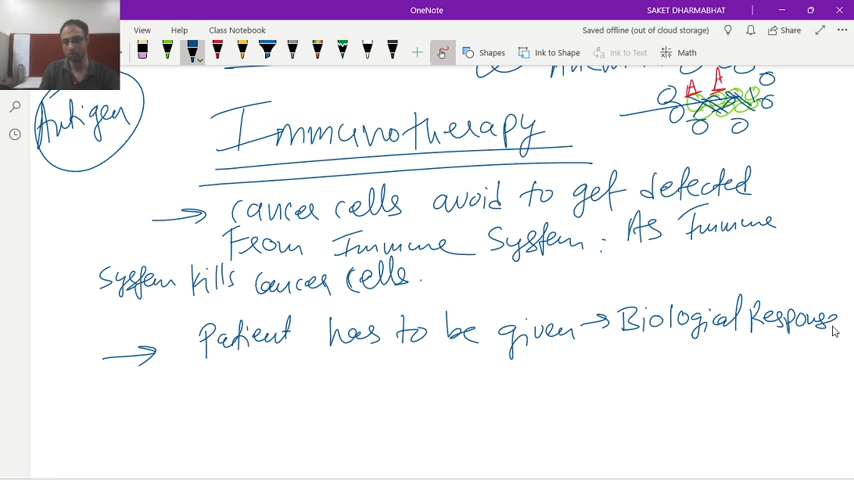 OneNote
SAKET DHARMABHAT
View Help Class Notebook
Saved offline (out of cloud storage)
Share
Shapes
Ink to Shape
Ink to Text
Math
A A
Antigen
Immunotherapy
→ Cancer cells avoid to get detected
From Immune System. As Immune
System kills cancer cells.
→ Patient has to be given → Biological Response